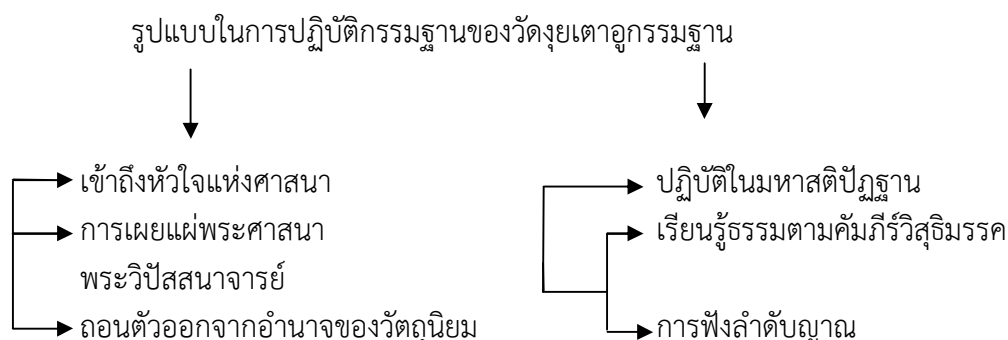 รูปแบบในการปฏิบัติกรรมฐานของวัดงุยเตาอูกรรมฐาน
เข้าถึงหัวใจแห่งศาสนา
การเผยแผ่พระศาสนา
พระวิปัสสนาจารย์
ถอนตัวออกจากอำนาจของวัตถุนิยม
ปฏิบัติในมหาสติปัฏฐาน
เรียนรู้ธรรมตามคัมภีร์วิสุธิมรรค
การฟังลำดับญาณ